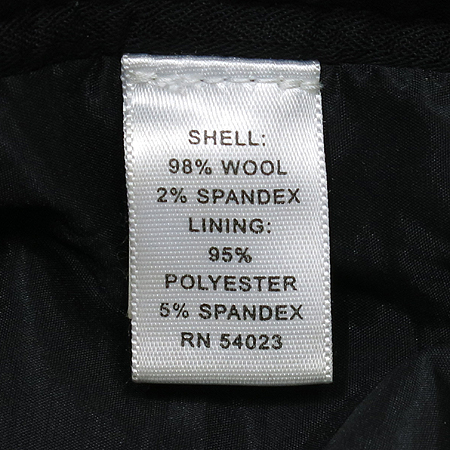 SHELL:
98% WOOL
2% SPANDEX
LINING:
95%
POLYESTER
5% SPANDEX
RN 54023